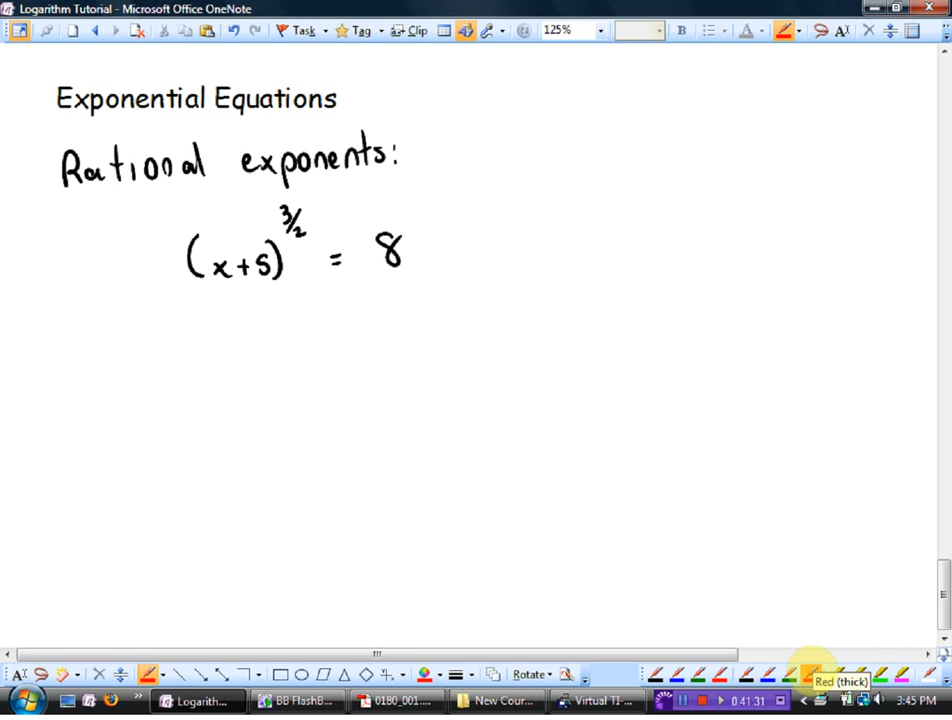 Logarithm Tutorial - Microsoft Office OneNote
Task Tag Clip 125% B
Exponential Equations
Rational exponents:
(x+5)^3/2 = 8
Rotate
Red (thick)
Logarithm... BB FlashB... 0180_001.... New Cour... Virtual TI-... 0:41:31 3:45 PM